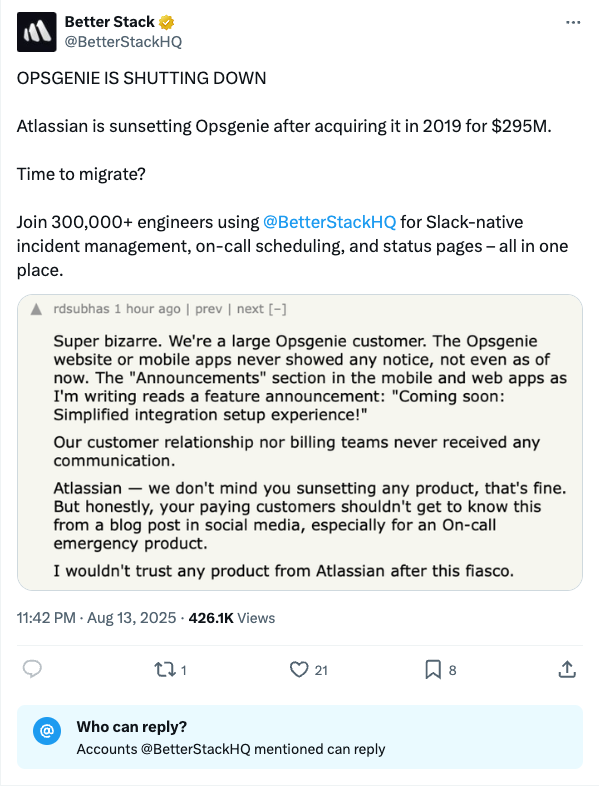 Better Stack
@BetterStackHQ
OPSGENIE IS SHUTTING DOWN
Atlassian is sunsetting Opsgenie after acquiring it in 2019 for $295M.
Time to migrate?
Join 300,000+ engineers using @BetterStackHQ for Slack-native
incident management, on-call scheduling, and status pages – all in one
place.
rdsubhas 1 hour ago | prev | next [–]
Super bizarre. We're a large Opsgenie customer. The Opsgenie
website or mobile apps never showed any notice, not even as of
now. The "Announcements" section in the mobile and web apps as
I'm writing reads a feature announcement: "Coming soon:
Simplified integration setup experience!"
Our customer relationship nor billing teams never received any
communication.
Atlassian — we don't mind you sunsetting any product, that's fine.
But honestly, your paying customers shouldn't get to know this
from a blog post in social media, especially for an On-call
emergency product.
I wouldn't trust any product from Atlassian after this fiasco.
11:42 PM · Aug 13, 2025 · 426.1K Views
1 21 8
@
Who can reply?
Accounts @BetterStackHQ mentioned can reply